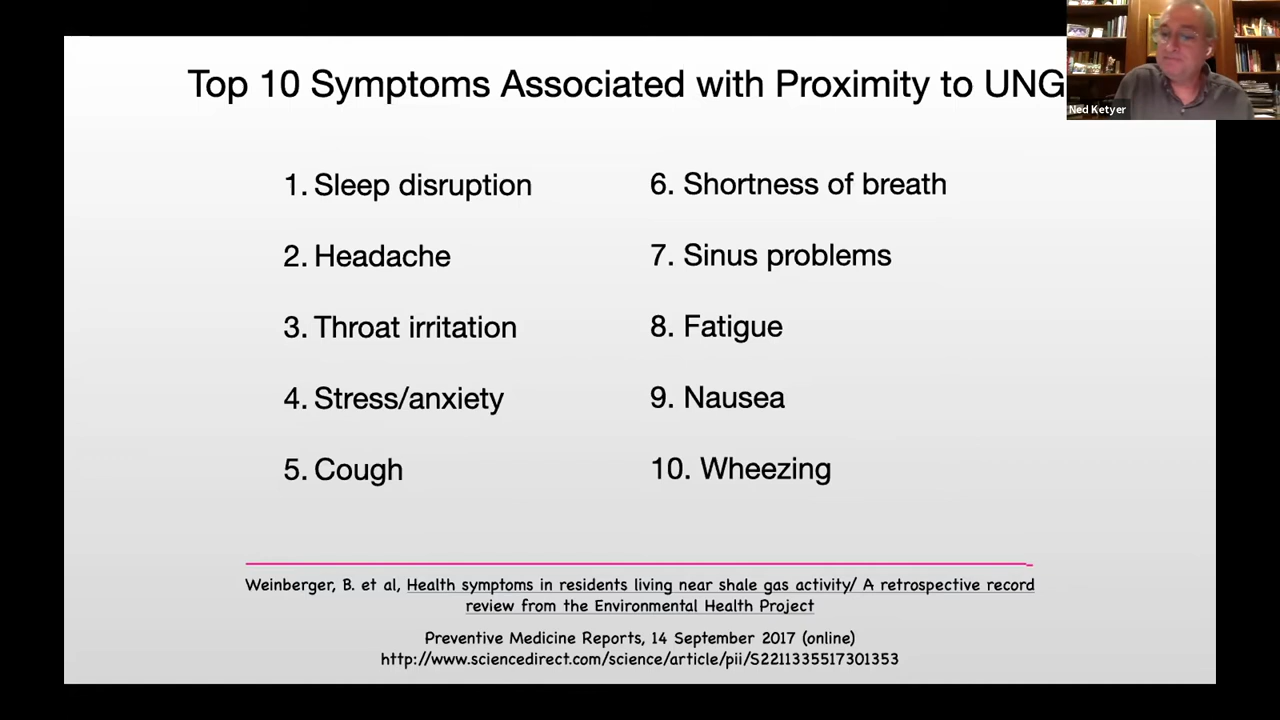 Top 10 Symptoms Associated with Proximity to UNG
Ned Ketyer
1. Sleep disruption
2. Headache
3. Throat irritation
4. Stress/anxiety
5. Cough
6. Shortness of breath
7. Sinus problems
8. Fatigue
9. Nausea
10. Wheezing
Weinberger, B. et al, Health symptoms in residents living near shale gas activity/ A retrospective record
review from the Environmental Health Project
Preventive Medicine Reports, 14 September 2017 (online)
http://www.sciencedirect.com/science/article/pii/S2211335517301353